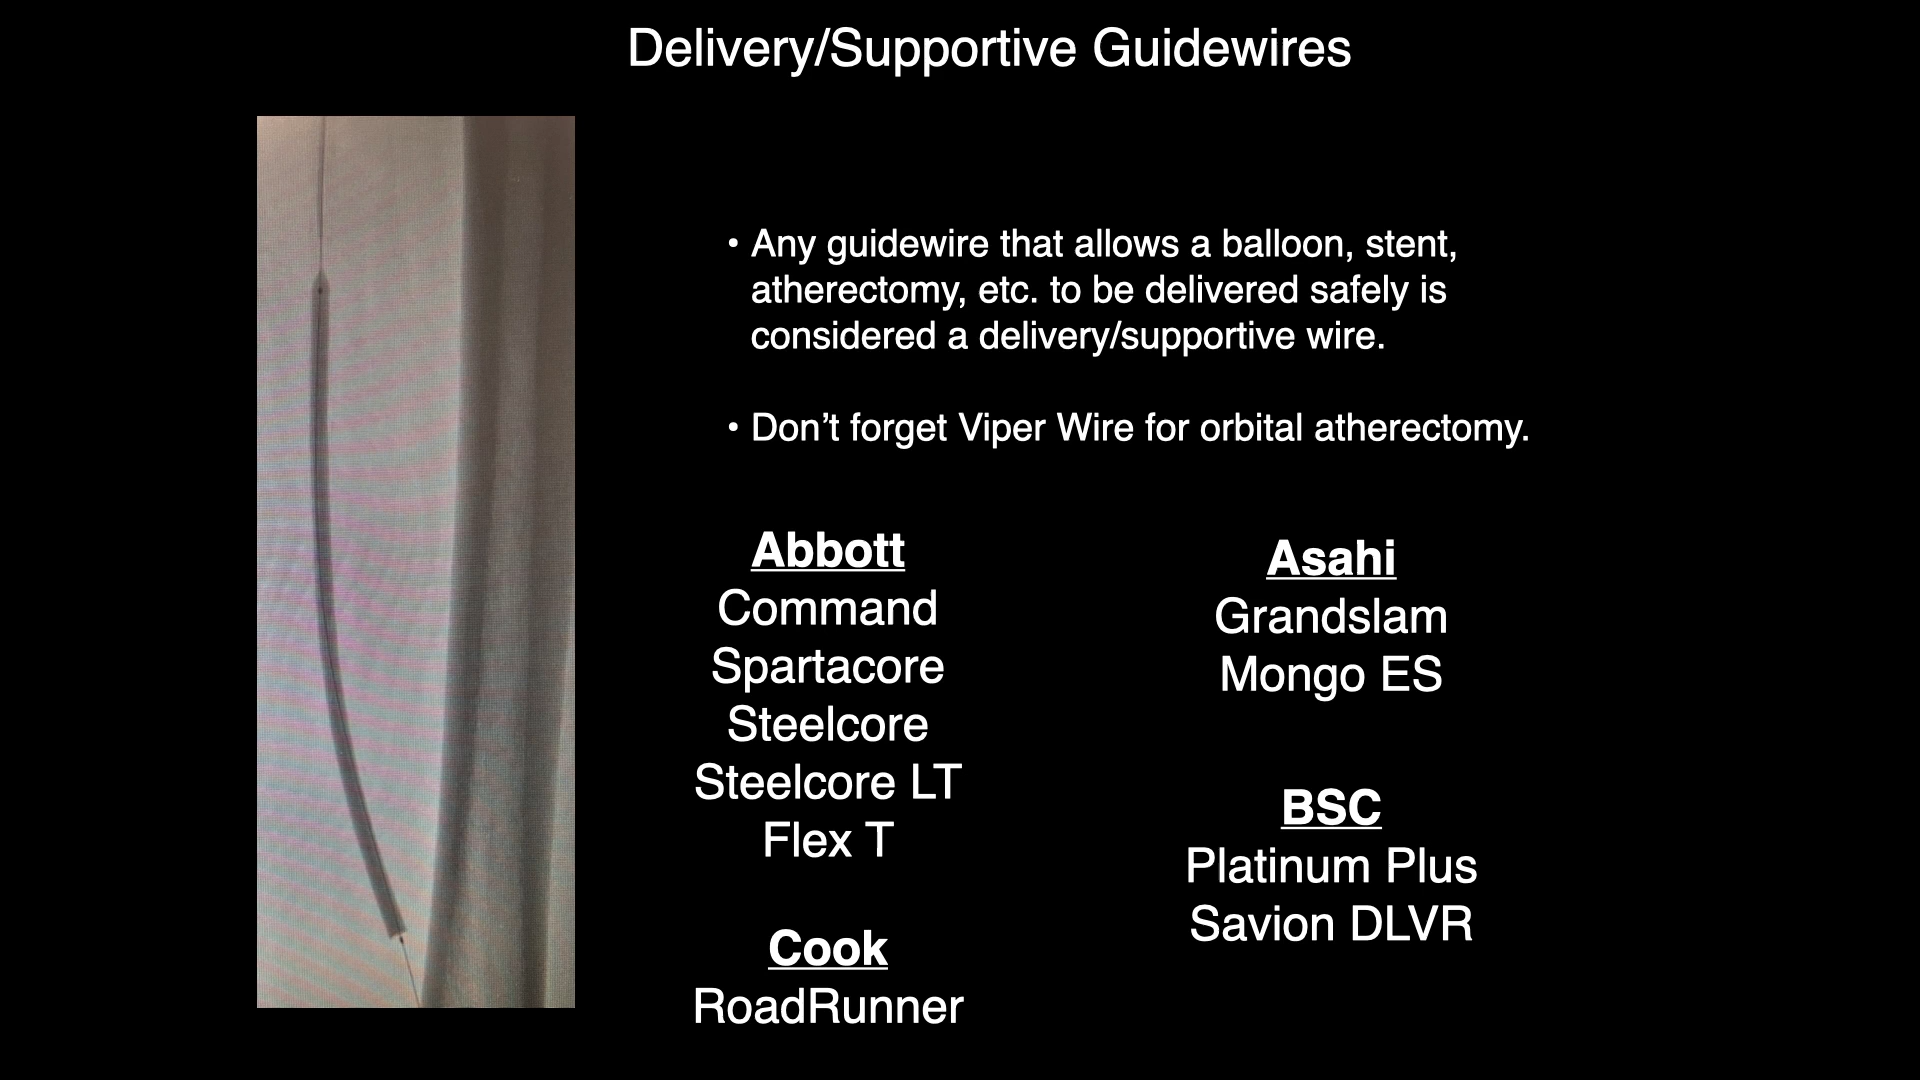 Delivery/Supportive Guidewires
• Any guidewire that allows a balloon, stent,
atherectomy, etc. to be delivered safely is
considered a delivery/supportive wire.
• Don’t forget Viper Wire for orbital atherectomy.
Abbott
Command
Spartacore
Steelcore
Steelcore LT
Flex T
Cook
RoadRunner
Asahi
Grandslam
Mongo ES
BSC
Platinum Plus
Savion DLVR